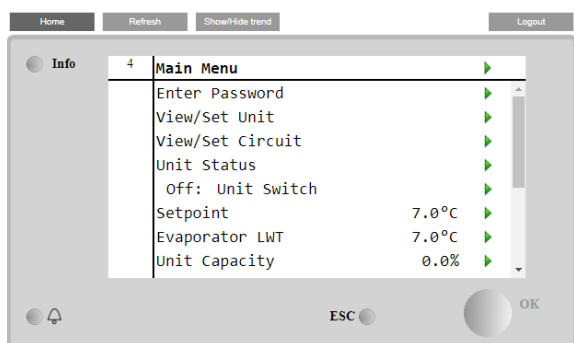 Home Refresh Show/Hide trend Logout
Info
4 Main Menu
Enter Password
View/Set Unit
View/Set Circuit
Unit Status
Off: Unit Switch
Setpoint 7.0°C
Evaporator LWT 7.0°C
Unit Capacity 0.0%
ESC
OK